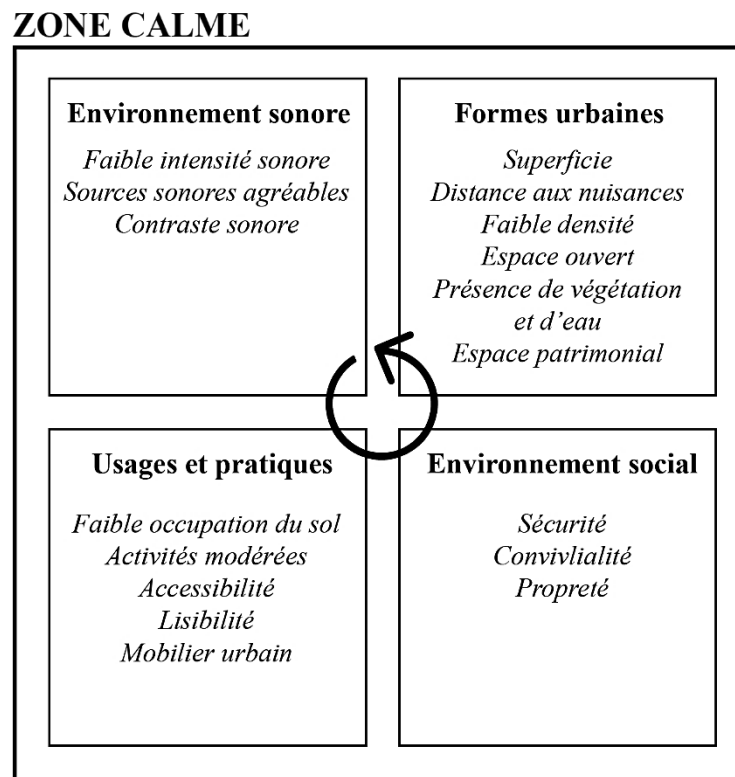 ZONE CALME
Environnement sonore
Faible intensité sonore
Sources sonores agréables
Contraste sonore
Formes urbaines
Superficie
Distance aux nuisances
Faible densité
Espace ouvert
Présence de végétation
et d’eau
Espace patrimonial
Usages et pratiques
Faible occupation du sol
Activités modérées
Accessibilité
Lisibilité
Mobilier urbain
Environnement social
Sécurité
Convivlialité
Propreté